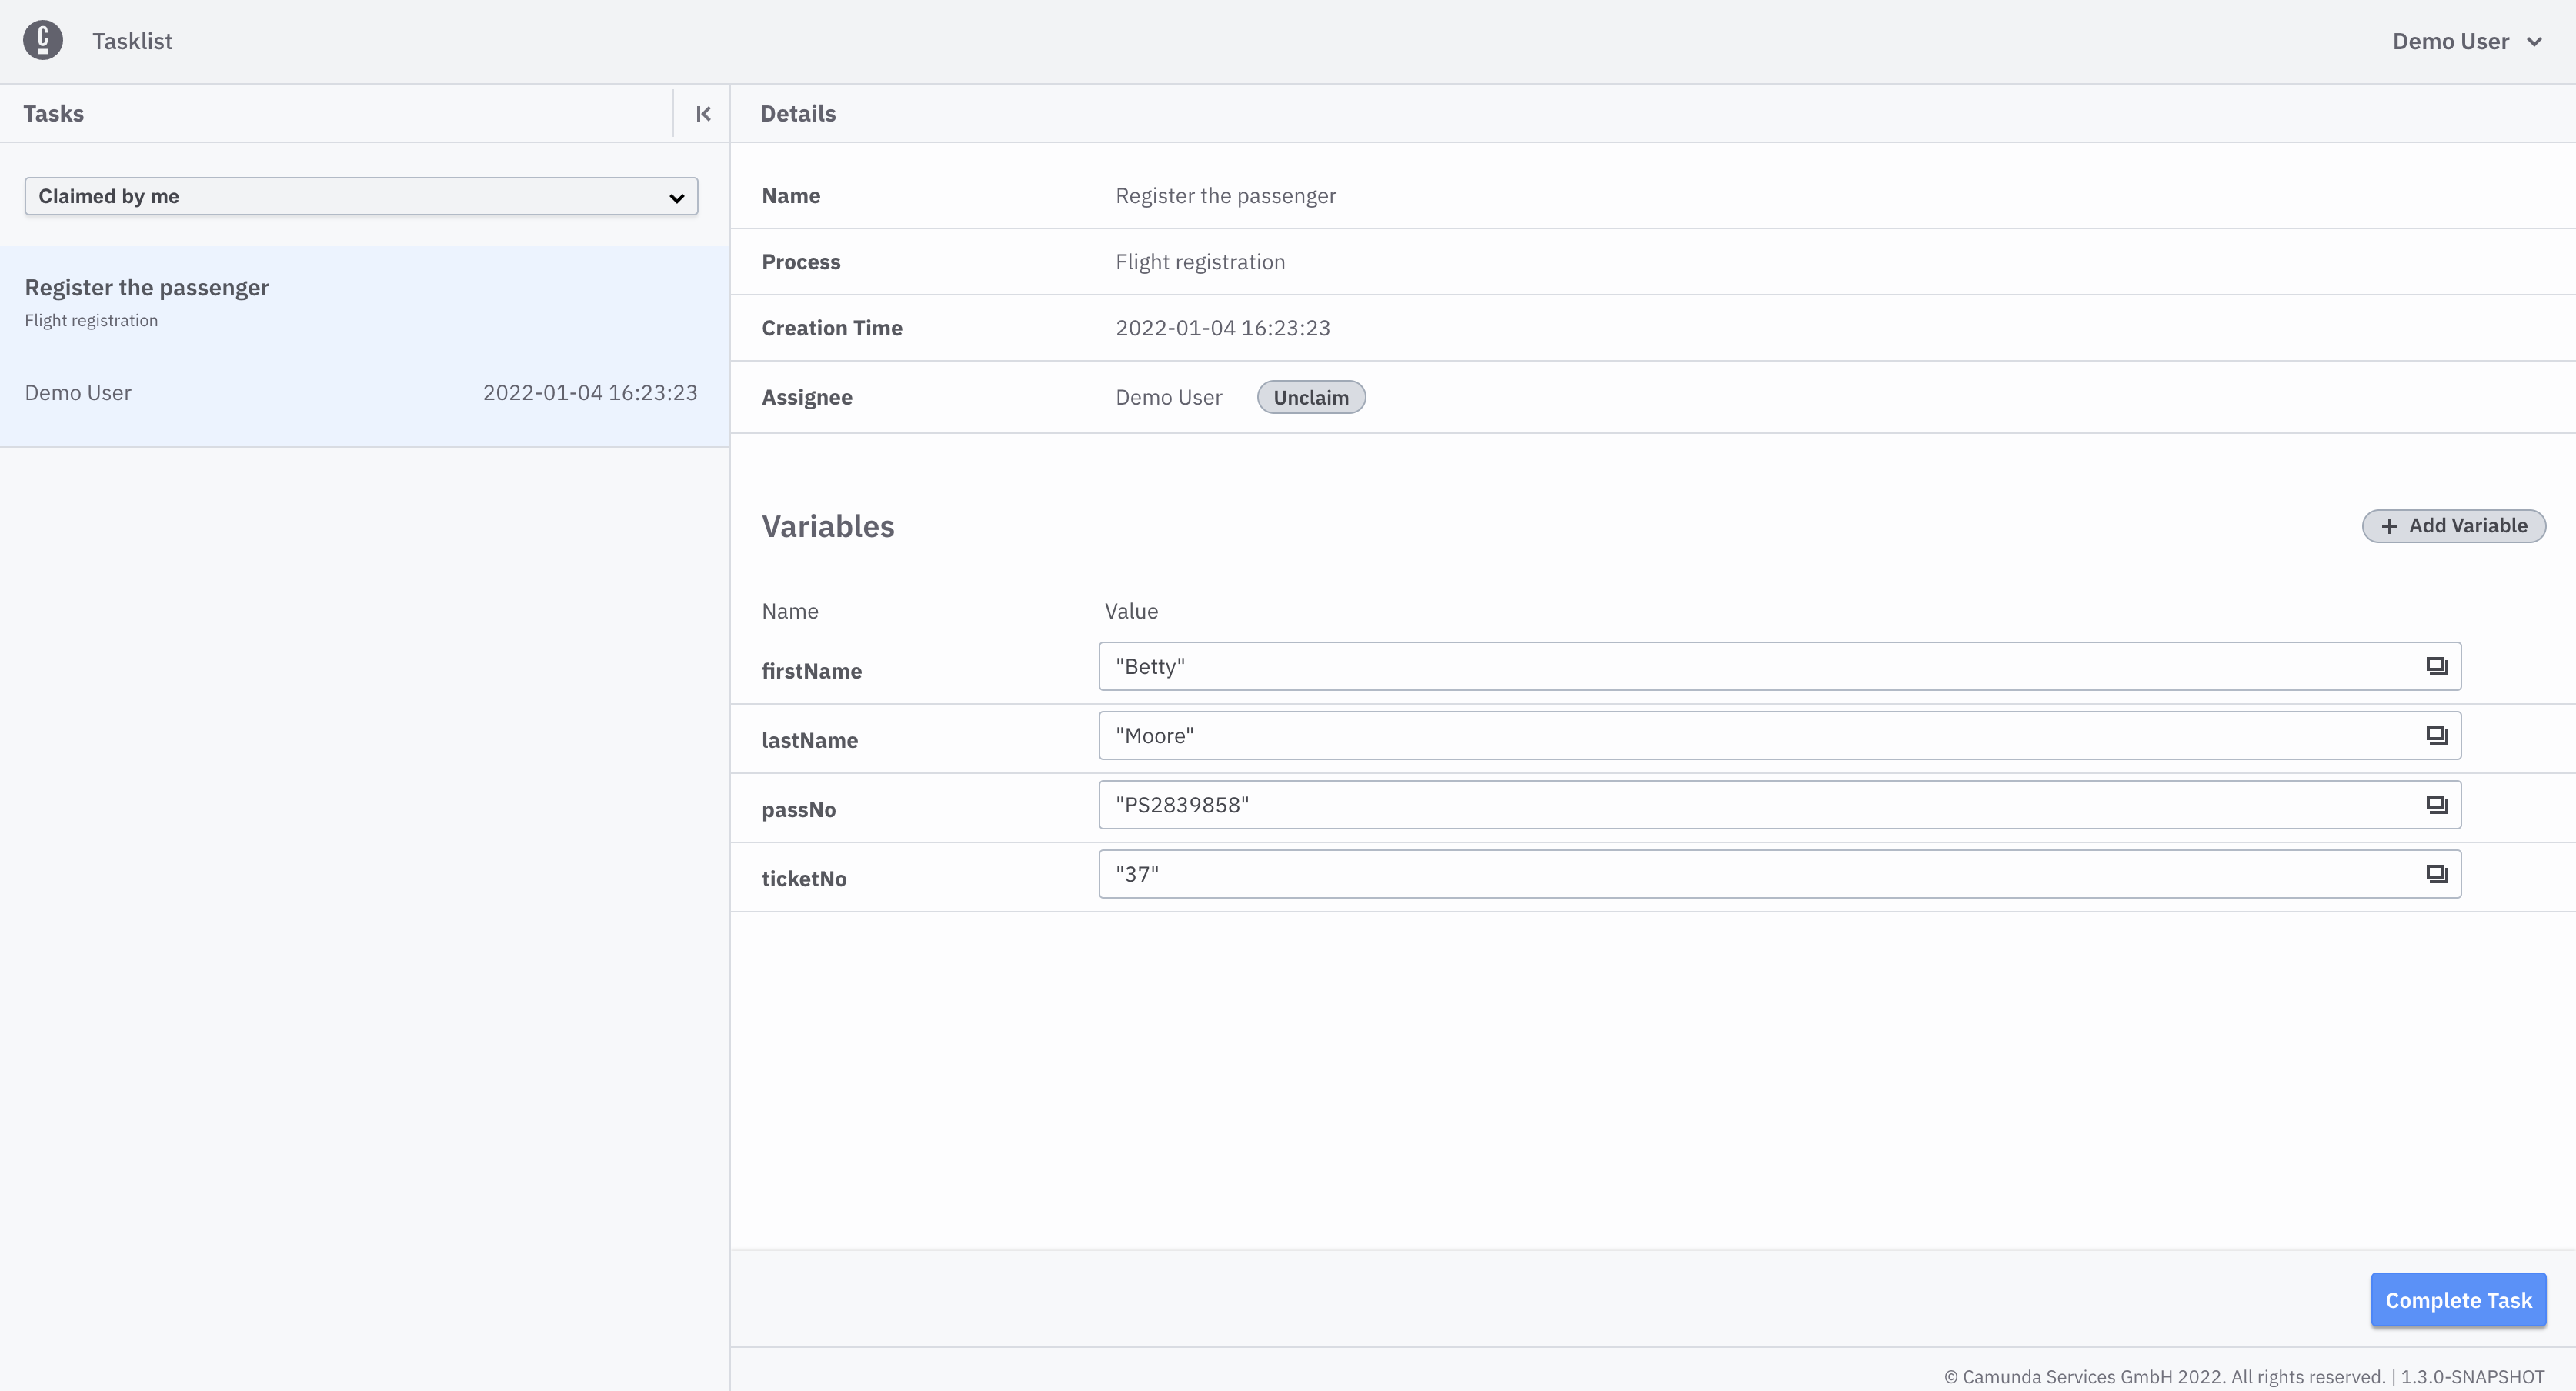 Tasklist
Demo User
Tasks
Details
Claimed by me
Register the passenger
Flight registration
Demo User 2022-01-04 16:23:23
Name Register the passenger
Process Flight registration
Creation Time 2022-01-04 16:23:23
Assignee Demo User Unclaim
Variables
+ Add Variable
Name Value
firstName "Betty"
lastName "Moore"
passNo "PS2839858"
ticketNo "37"
Complete Task
© Camunda Services GmbH 2022. All rights reserved. | 1.3.0-SNAPSHOT